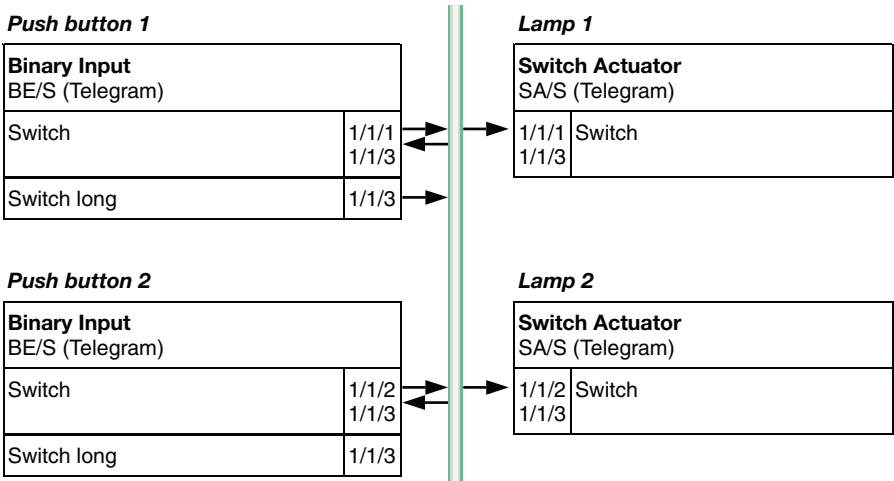 Push button 1
Binary Input
BE/S (Telegram)
Switch 1/1/1
1/1/3
Switch long 1/1/3
Lamp 1
Switch Actuator
SA/S (Telegram)
1/1/1 Switch
1/1/3
Push button 2
Binary Input
BE/S (Telegram)
Switch 1/1/2
1/1/3
Switch long 1/1/3
Lamp 2
Switch Actuator
SA/S (Telegram)
1/1/2 Switch
1/1/3